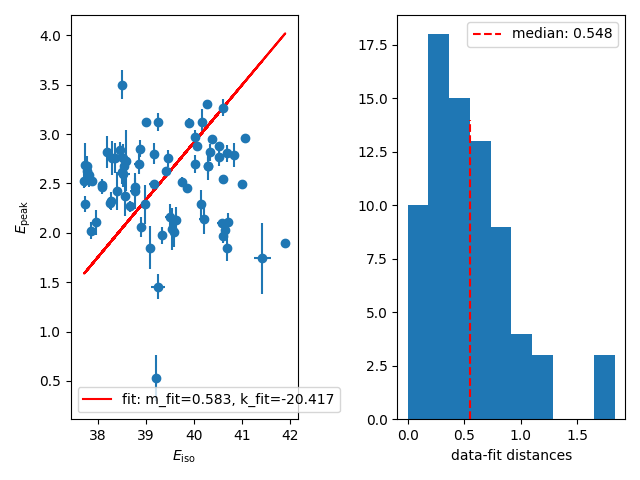 4.0
3.5
3.0
2.5
2.0
1.5
1.0
0.5
E_peak
38 39 40 41 42
E_iso
fit: m_fit=0.583, k_fit=-20.417
17.5
15.0
12.5
10.0
7.5
5.0
2.5
0.0
0.0 0.5 1.0 1.5
data-fit distances
median: 0.548